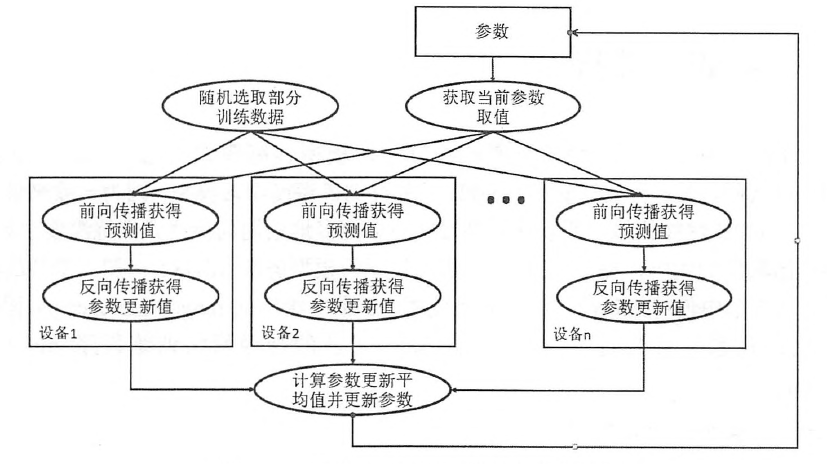 参数
随机选取部分
训练数据
获取当前参数
取值
前向传播获得
预测值
反向传播获得
参数更新值
设备1
前向传播获得
预测值
反向传播获得
参数更新值
设备2
前向传播获得
预测值
反向传播获得
参数更新值
设备n
计算参数更新平
均值并更新参数